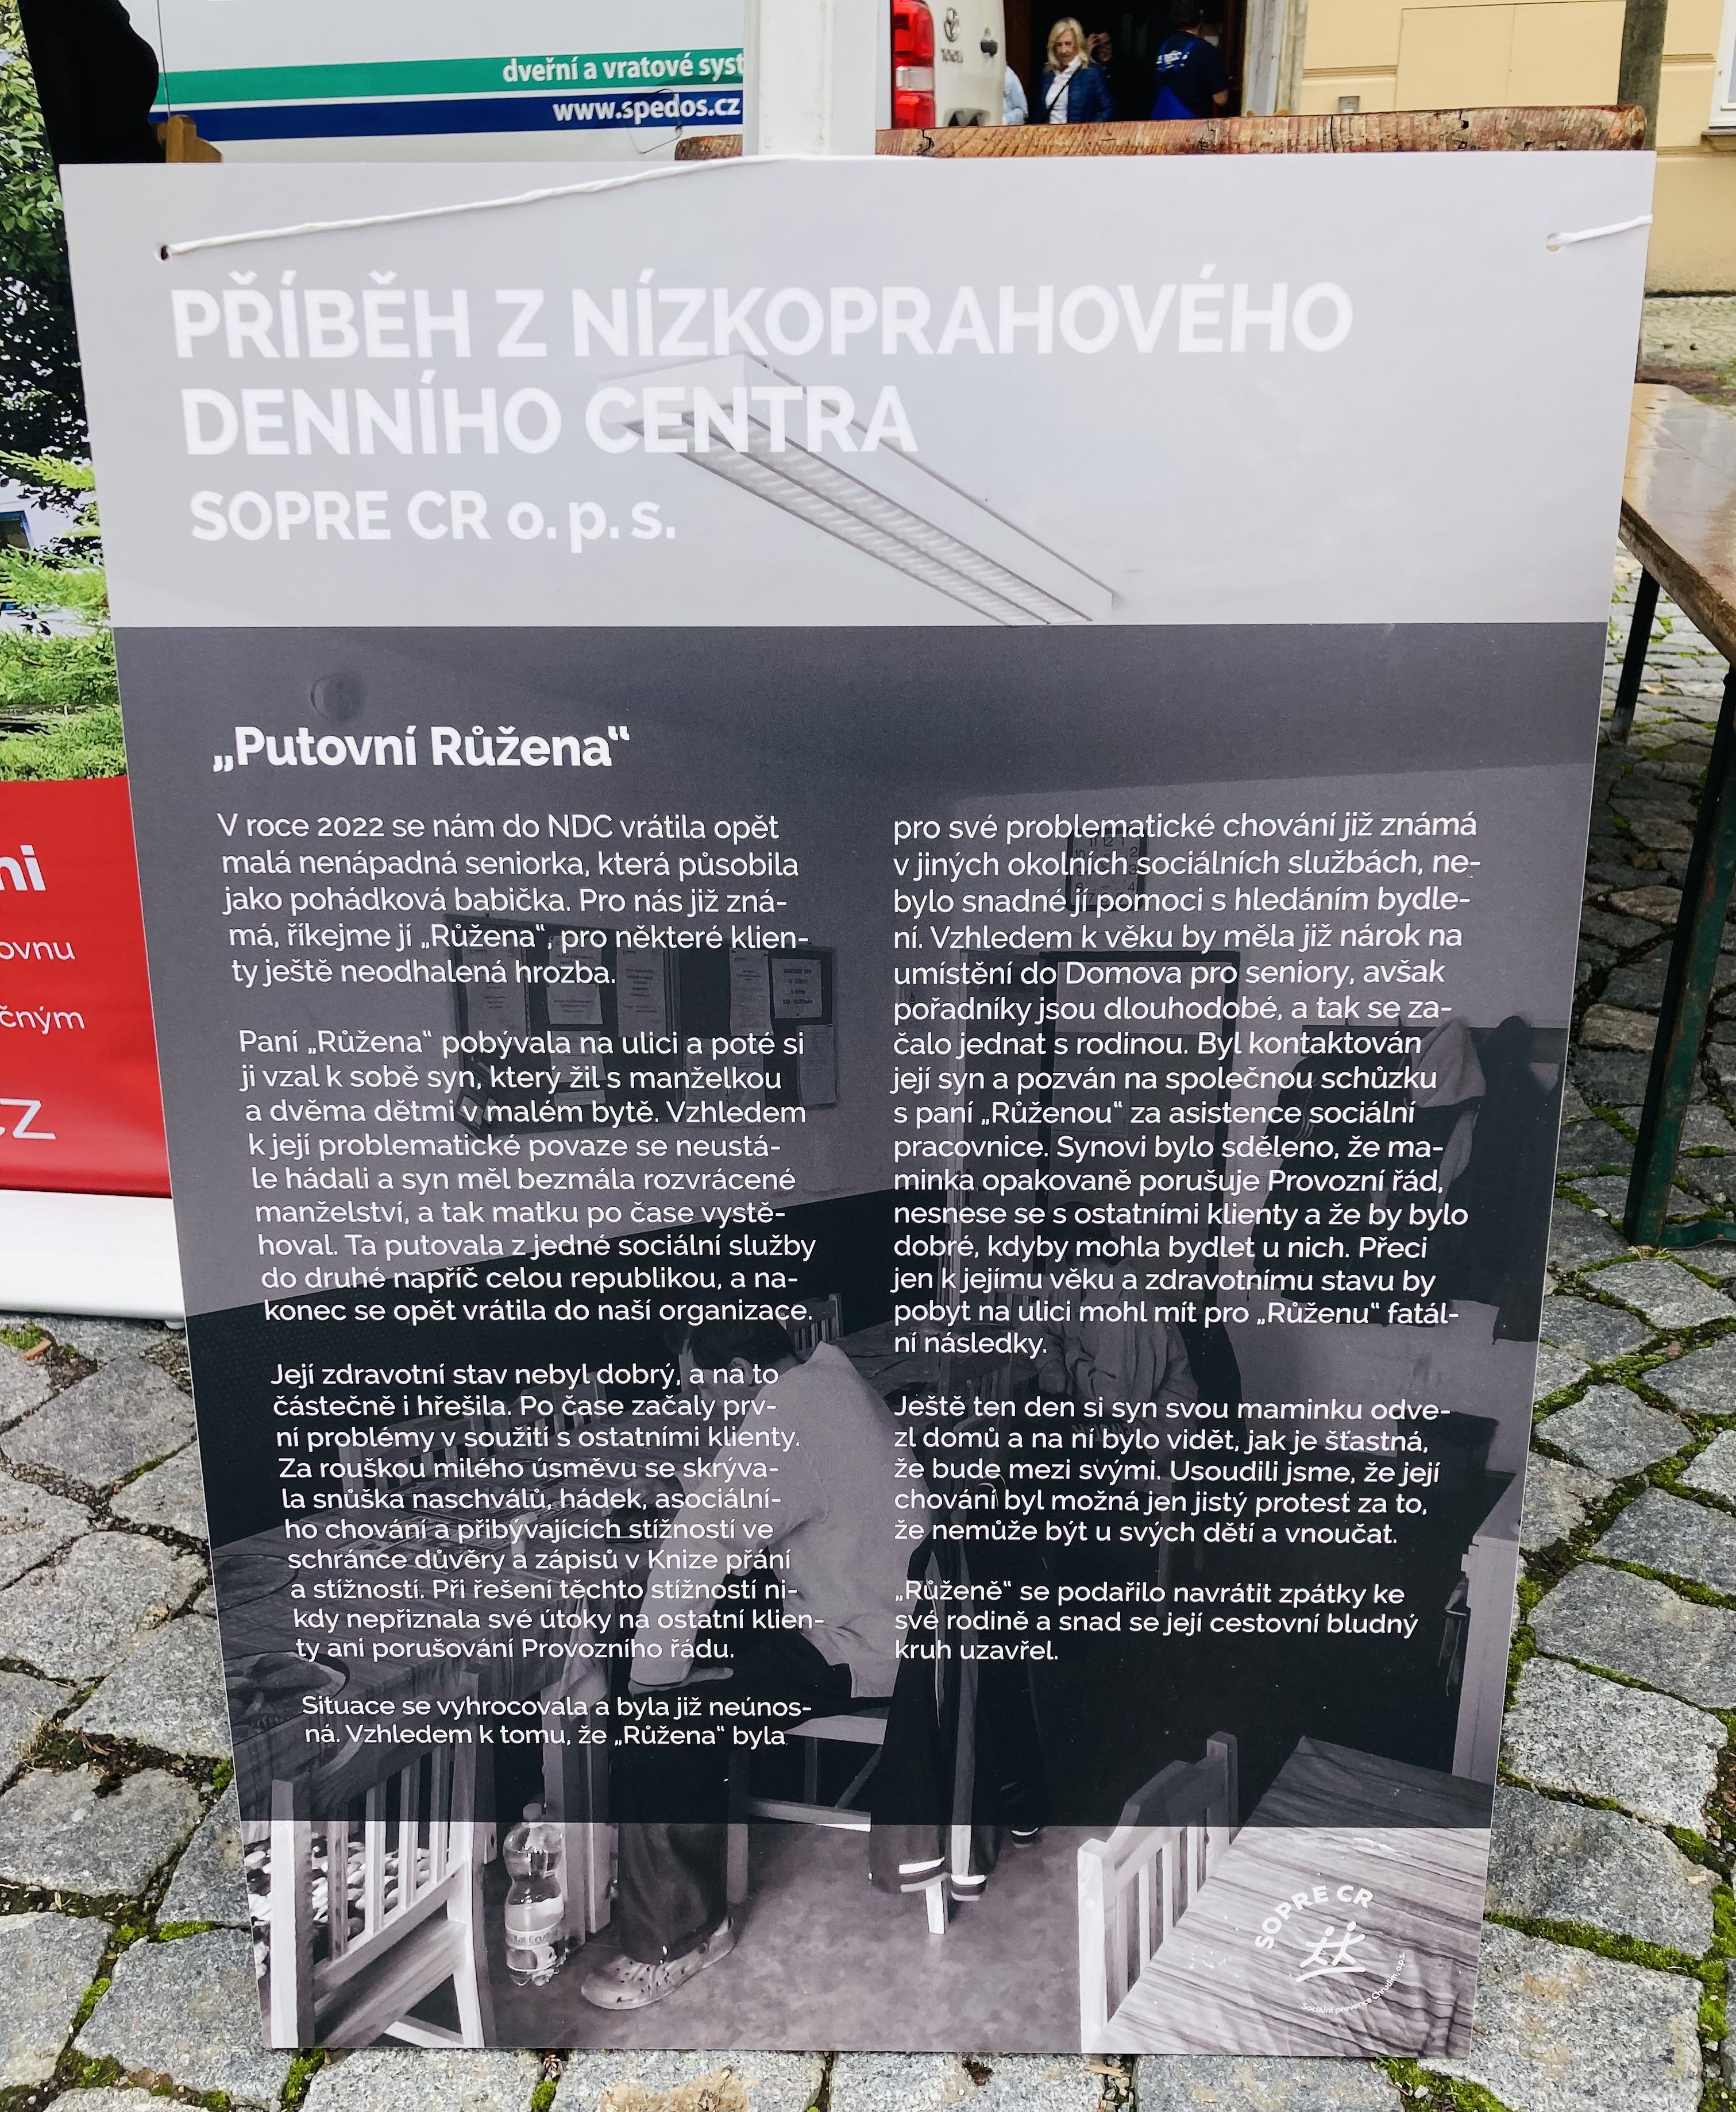 dveřní a vratové syst
www.spedos.cz
TOYOTA
PŘÍBĚH Z NÍZKOPRAHOVÉHO
DENNÍHO CENTRA
SOPRE CR o. p. s.
„Putovní Růžena“
V roce 2022 se nám do NDC vrátila opět
malá nenápadná seniorka, která působila
jako pohádková babička. Pro nás již zná-
má, říkejme jí „Růžena“, pro některé klien-
ty ještě neodhalená hrozba.
Paní „Růžena“ pobývala na ulici a poté si
ji vzal k sobě syn, který žil s manželkou
a dvěma dětmi v malém bytě. Vzhledem
k její problematické povaze se neustá-
le hádali a syn měl bezmála rozvrácené
manželství, a tak matku po čase vystě-
hoval. Ta putovala z jedné sociální služby
do druhé napříč celou republikou, a na-
konec se opět vrátila do naší organizace.
Její zdravotní stav nebyl dobrý, a na to
částečně i hřešila. Po čase začaly prv-
ní problémy v soužití s ostatními klienty.
Za rouškou milého úsměvu se skrýva-
la snůška naschválů, hádek, asociální-
ho chování a přibývajících stížností ve
schránce důvěry a zápisů v Knize přání
a stížností. Při řešení těchto stížností ni-
kdy nepřiznala své útoky na ostatní klien-
ty ani porušování Provozního řádu.
Situace se vyhrocovala a byla již neúnos-
ná. Vzhledem k tomu, že „Růžena“ byla
pro své problematické chování již známá
v jiných okolních sociálních službách, ne-
bylo snadné jí pomoci s hledáním bydle-
ní. Vzhledem k věku by měla již nárok na
umístění do Domova pro seniory, avšak
pořadníky jsou dlouhodobé, a tak se za-
čalo jednat s rodinou. Byl kontaktován
její syn a pozván na společnou schůzku
s paní „Růženou“ za asistence sociální
pracovnice. Synovi bylo sděleno, že ma-
minka opakovaně porušuje Provozní řád,
nesnese se s ostatními klienty a že by bylo
dobré, kdyby mohla bydlet u nich. Přeci
jen k jejímu věku a zdravotnímu stavu by
pobyt na ulici mohl mít pro „Růženu“ fatál-
ní následky.
Ještě ten den si syn svou maminku odve-
zl domů a na ní bylo vidět, jak je šťastná,
že bude mezi svými. Usoudili jsme, že její
chování byl možná jen jistý protest za to,
že nemůže být u svých dětí a vnoučat.
„Růženě“ se podařilo navrátit zpátky ke
své rodině a snad se její cestovní bludný
kruh uzavřel.
SOPRE CR
Sociální prevence Chrudim, o.p.s.
ni
ovnu
čným
cz